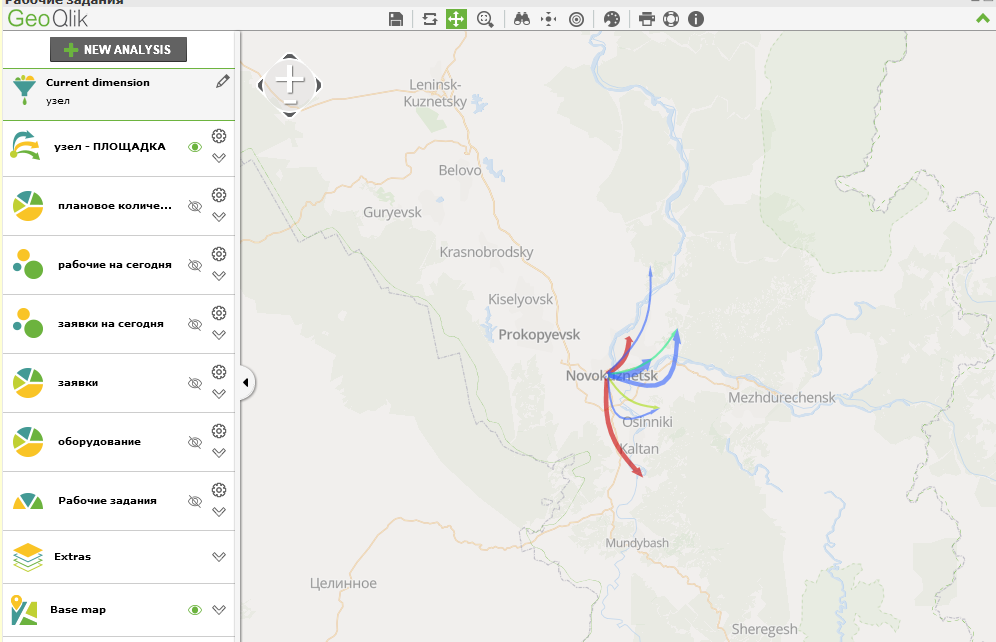 Рабочие задания
GeoQlik
NEW ANALYSIS
Current dimension
узел
узел - ПЛОЩАДКА
плановое количе...
рабочие на сегодня
заявки на сегодня
заявки
оборудование
Рабочие задания
Extras
Base map
Leninsk-
Kuznetsky
Belovo
Guryevsk
Krasnobrodsky
Kiselyovsk
Prokopyevsk
Novokuznetsk
Mezhdurechensk
Osinniki
Kaltan
Mundybash
Целинное
Sheregesh